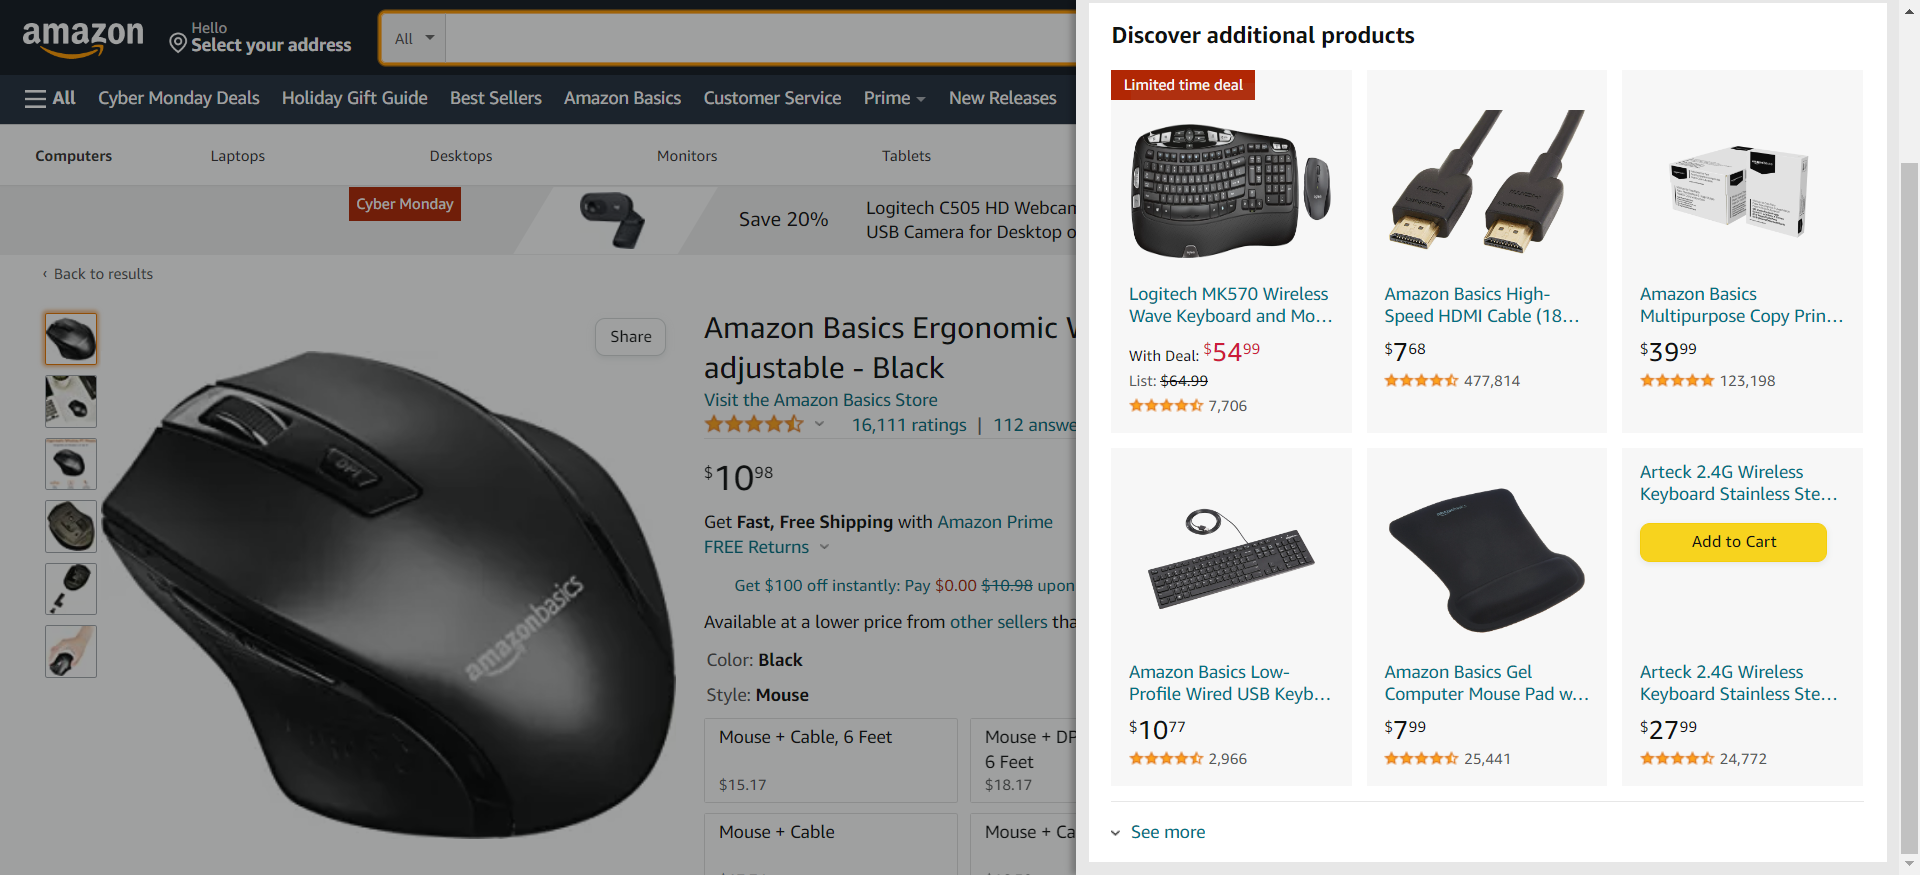 amazon
Hello
Select your address
All
All
Cyber Monday Deals
Holiday Gift Guide
Best Sellers
Amazon Basics
Customer Service
Prime
New Releases
Computers
Laptops
Desktops
Monitors
Tablets
Cyber Monday
Save 20%
Logitech C505 HD Webcam
USB Camera for Desktop o
‹ Back to results
Share
DPI
amazonbasics
Amazon Basics Ergonomic
adjustable - Black
Visit the Amazon Basics Store
16,111 ratings | 112 answe
$10 98
Get Fast, Free Shipping with Amazon Prime
FREE Returns
Get $100 off instantly: Pay $0.00 $10.98 upon
Available at a lower price from other sellers tha
Color: Black
Style: Mouse
Mouse + Cable, 6 Feet
$15.17
Mouse + DP
6 Feet
$18.17
Mouse + Cable
Mouse + Ca
Discover additional products
Limited time deal
Logitech MK570 Wireless
Wave Keyboard and Mo...
With Deal: $54 99
List: $64.99
7,706
Amazon Basics High-
Speed HDMI Cable (18...
$7 68
477,814
Amazon Basics
Multipurpose Copy Prin...
$39 99
123,198
Amazon Basics Low-
Profile Wired USB Keyb...
$10 77
2,966
Amazon Basics Gel
Computer Mouse Pad w...
$7 99
25,441
Arteck 2.4G Wireless
Keyboard Stainless Ste...
Add to Cart
Arteck 2.4G Wireless
Keyboard Stainless Ste...
$27 99
24,772
See more